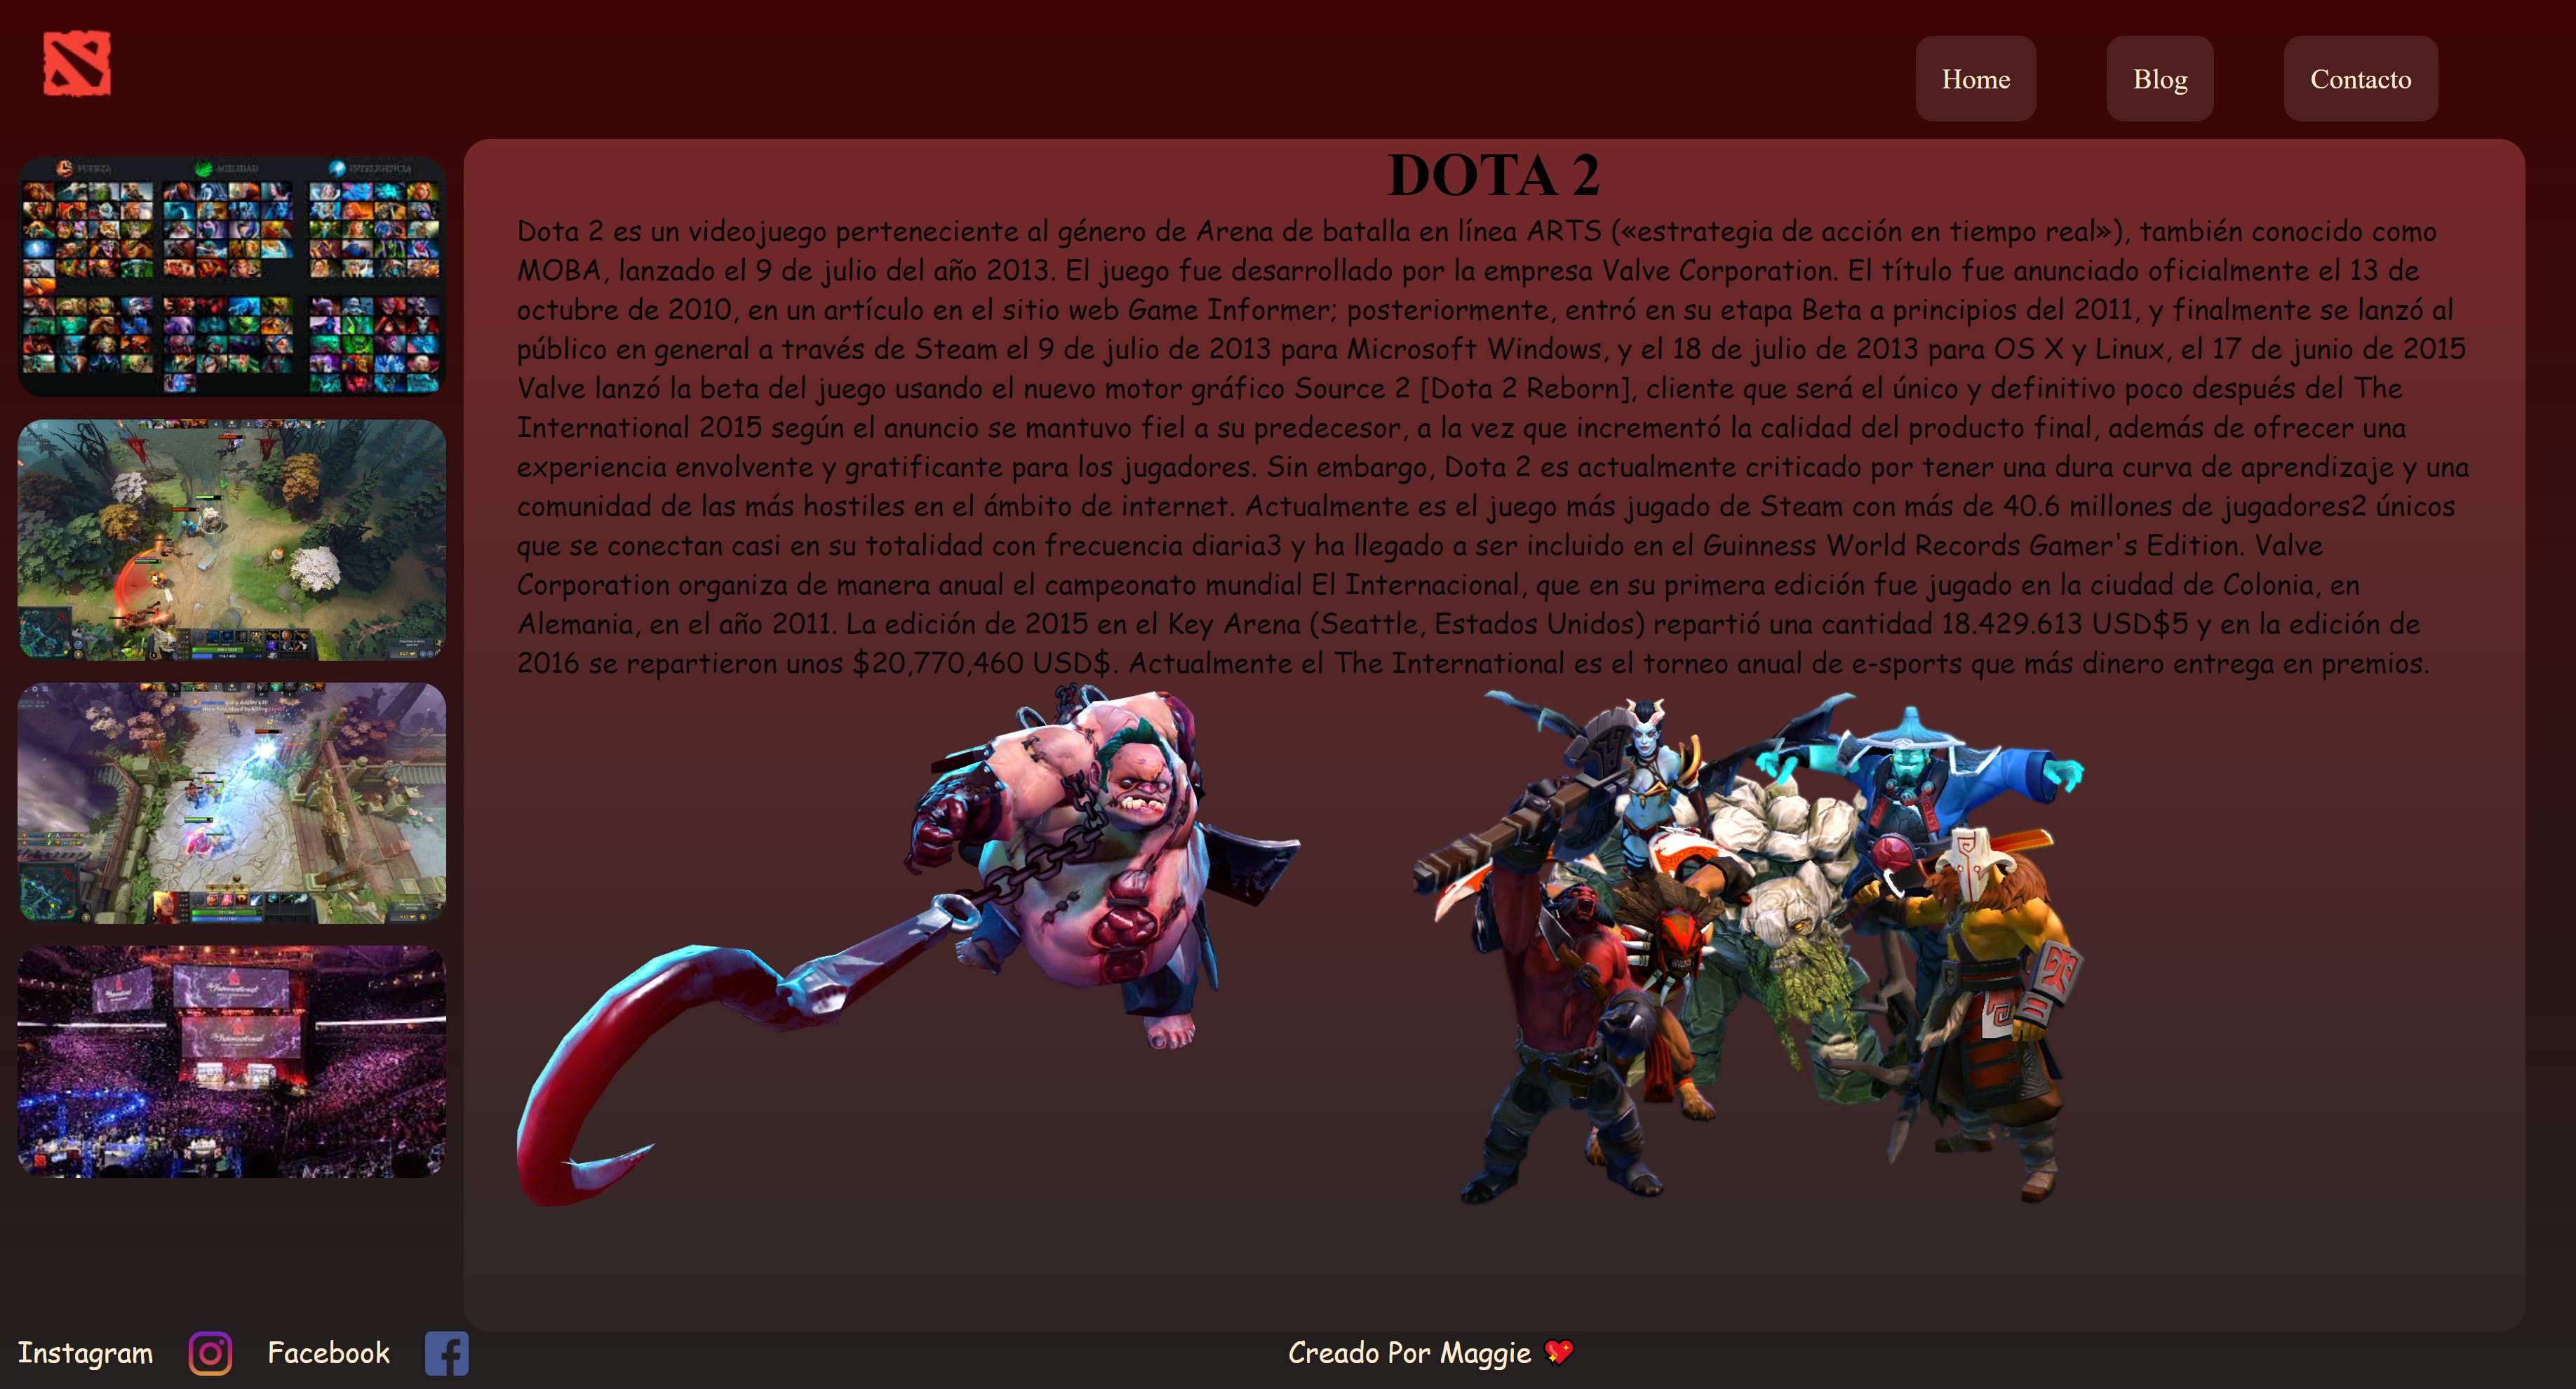 Home
Blog
Contacto
FUERZA
AGILIDAD
INTELIGENCIA
DOTA 2
Dota 2 es un videojuego perteneciente al género de Arena de batalla en línea ARTS («estrategia de acción en tiempo real»), también conocido como
MOBA, lanzado el 9 de julio del año 2013. El juego fue desarrollado por la empresa Valve Corporation. El título fue anunciado oficialmente el 13 de
octubre de 2010, en un artículo en el sitio web Game Informer; posteriormente, entró en su etapa Beta a principios del 2011, y finalmente se lanzó al
público en general a través de Steam el 9 de julio de 2013 para Microsoft Windows, y el 18 de julio de 2013 para OS X y Linux, el 17 de junio de 2015
Valve lanzó la beta del juego usando el nuevo motor gráfico Source 2 [Dota 2 Reborn], cliente que será el único y definitivo poco después del The
International 2015 según el anuncio se mantuvo fiel a su predecesor, a la vez que incrementó la calidad del producto final, además de ofrecer una
experiencia envolvente y gratificante para los jugadores. Sin embargo, Dota 2 es actualmente criticado por tener una dura curva de aprendizaje y una
comunidad de las más hostiles en el ámbito de internet. Actualmente es el juego más jugado de Steam con más de 40.6 millones de jugadores2 únicos
que se conectan casi en su totalidad con frecuencia diaria3 y ha llegado a ser incluido en el Guinness World Records Gamer's Edition. Valve
Corporation organiza de manera anual el campeonato mundial El Internacional, que en su primera edición fue jugado en la ciudad de Colonia, en
Alemania, en el año 2011. La edición de 2015 en el Key Arena (Seattle, Estados Unidos) repartió una cantidad 18.429.613 USD$5 y en la edición de
2016 se repartieron unos $20,770,460 USD$. Actualmente el The International es el torneo anual de e-sports que más dinero entrega en premios.
The International
The International
Instagram
Facebook
Creado Por Maggie 💖